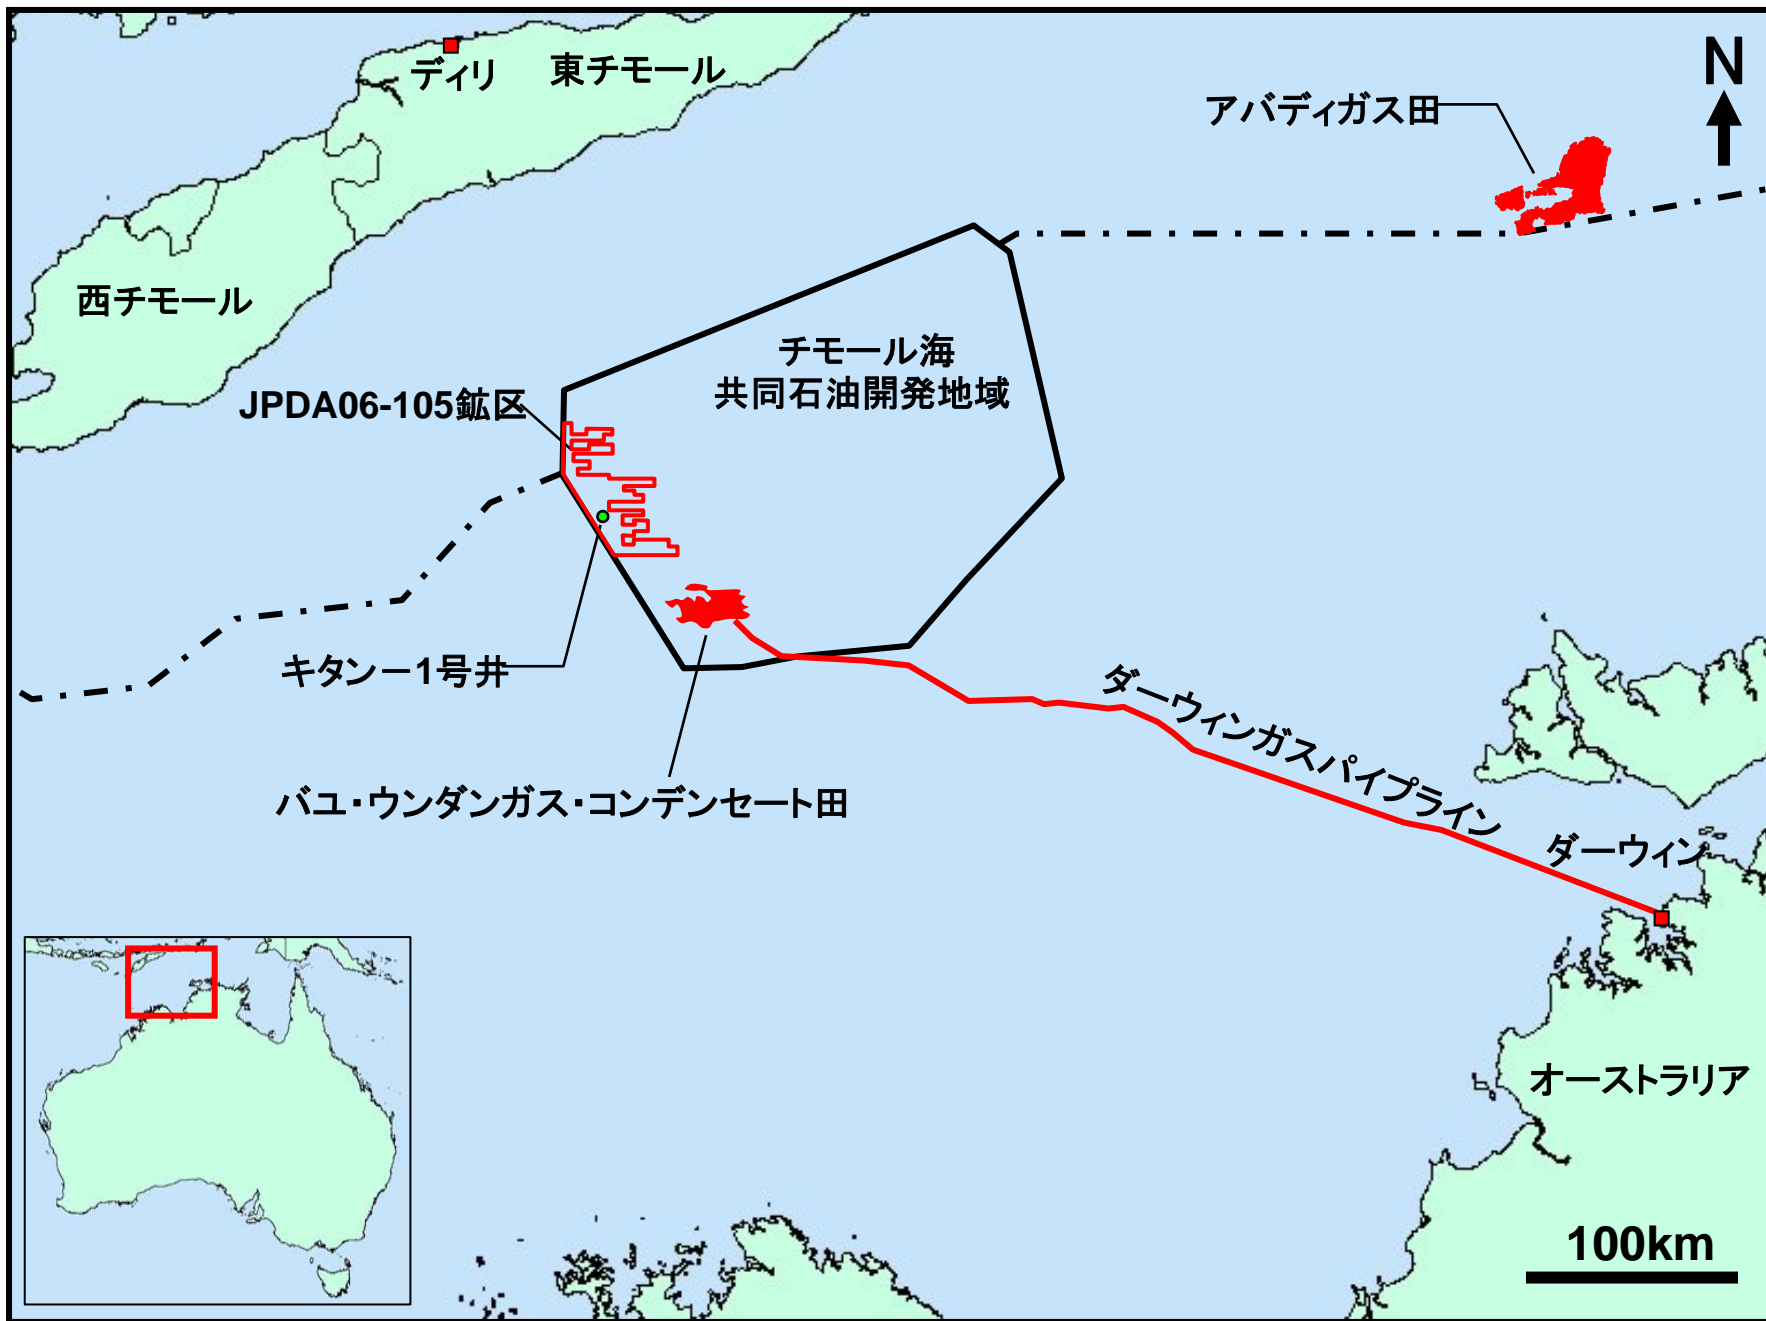 ディリ
東チモール
N
アバディガス田
西チモール
チモール海
共同石油開発地域
JPDA06-105鉱区
キタン－1号井
ダーウィンガスパイプライン
バユ・ウンダンガス・コンデンセート田
ダーウィン
オーストラリア
100km